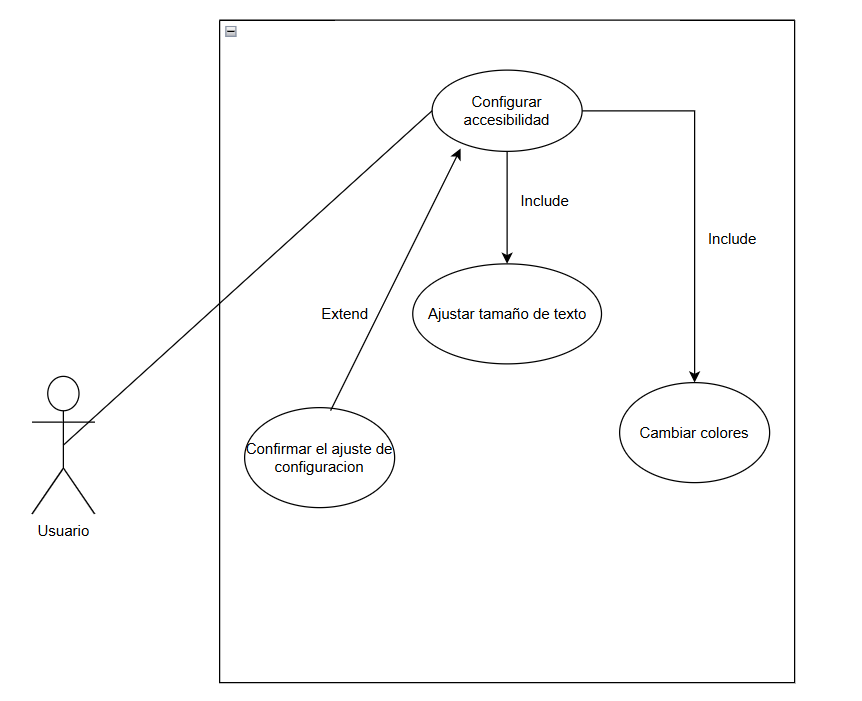 Configurar
accesibilidad
Include
Include
Extend
Ajustar tamaño de texto
Cambiar colores
Confirmar el ajuste de
configuracion
Usuario